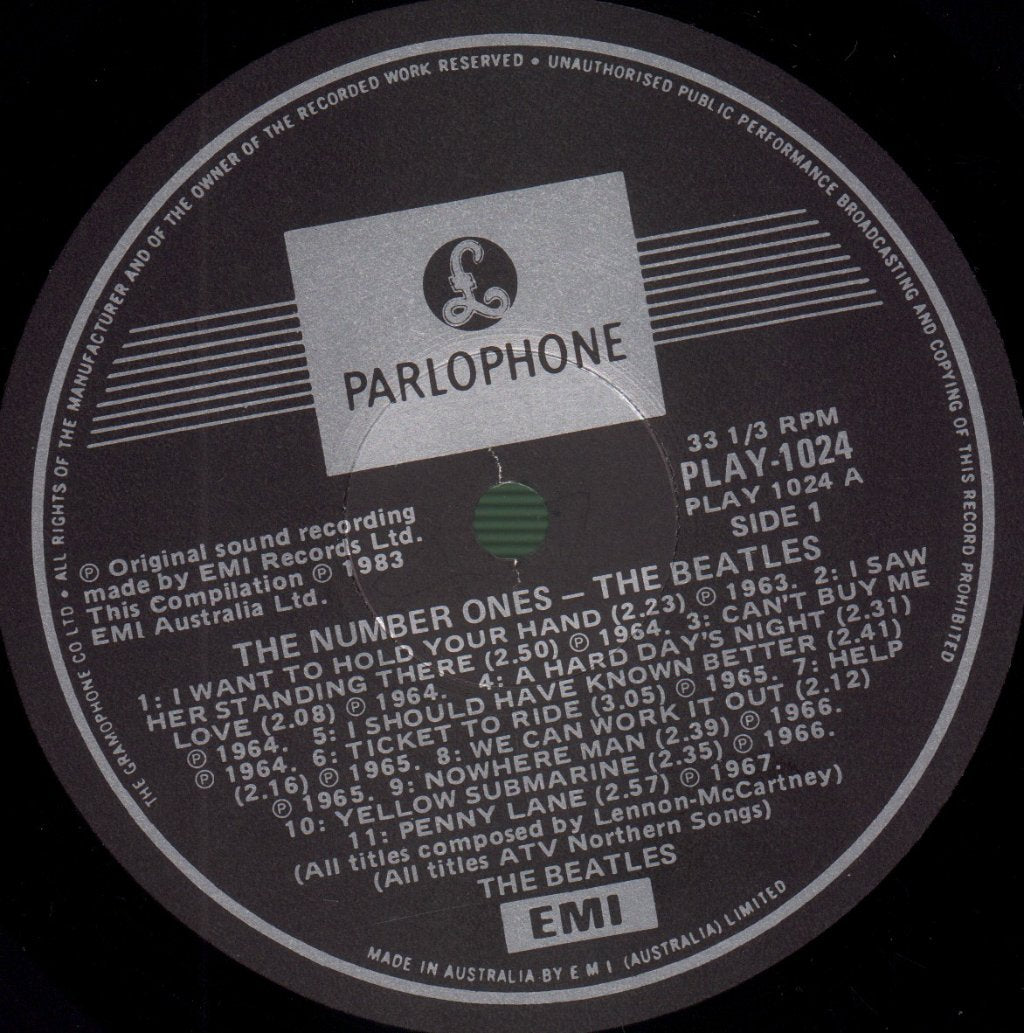 THE GRAMOPHONE CO LTD • ALL RIGHTS OF THE MANUFACTURER AND OF THE OWNER OF THE RECORDED WORK RESERVED • UNAUTHORISED PUBLIC PERFORMANCE BROADCASTING AND COPYING OF THIS RECORD PROHIBITED
£
PARLOPHONE
33 1/3 RPM
PLAY-1024
PLAY 1024 A
SIDE 1
℗ Original sound recording
made by EMI Records Ltd.
This Compilation ℗ 1983
EMI Australia Ltd.
THE NUMBER ONES – THE BEATLES
1: I WANT TO HOLD YOUR HAND (2.23) ℗ 1963. 2: I SAW
HER STANDING THERE (2.50) ℗ 1964. 3: CAN'T BUY ME
LOVE (2.08) ℗ 1964. 4: A HARD DAY'S NIGHT (2.31)
℗ 1964. 5: I SHOULD HAVE KNOWN BETTER (2.41)
℗ 1964. 6: TICKET TO RIDE (3.05) ℗ 1965. 7: HELP
(2.16) ℗ 1965. 8: WE CAN WORK IT OUT (2.12)
℗ 1965. 9: NOWHERE MAN (2.39) ℗ 1966.
10: YELLOW SUBMARINE (2.35) ℗ 1966.
11: PENNY LANE (2.57) ℗ 1967.
(All titles composed by Lennon-McCartney)
(All titles ATV Northern Songs)
THE BEATLES
EMI
MADE IN AUSTRALIA BY E M I (AUSTRALIA) LIMITED